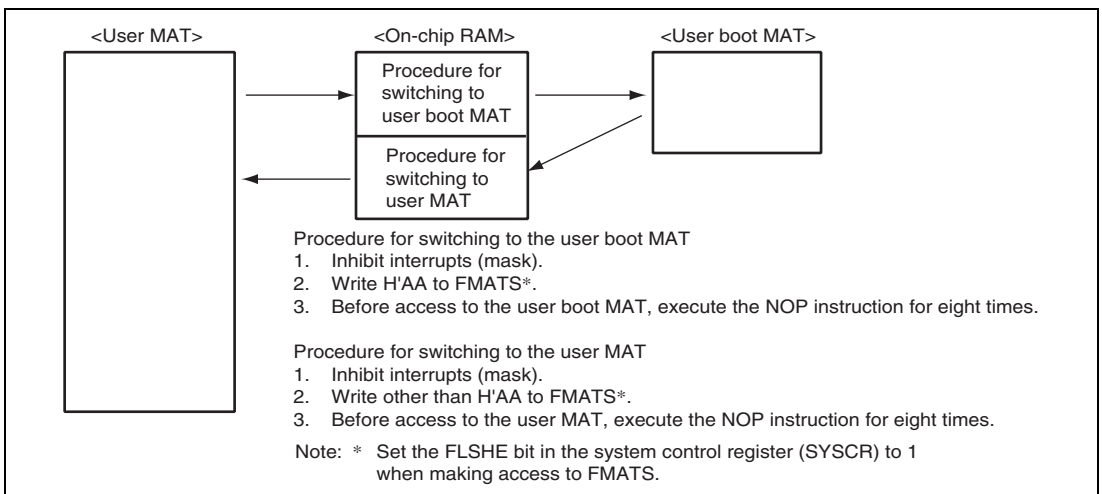 <User MAT> <On-chip RAM> <User boot MAT>
Procedure for
switching to
user boot MAT
Procedure for
switching to
user MAT
Procedure for switching to the user boot MAT
1. Inhibit interrupts (mask).
2. Write H'AA to FMATS*.
3. Before access to the user boot MAT, execute the NOP instruction for eight times.
Procedure for switching to the user MAT
1. Inhibit interrupts (mask).
2. Write other than H'AA to FMATS*.
3. Before access to the user MAT, execute the NOP instruction for eight times.
Note: * Set the FLSHE bit in the system control register (SYSCR) to 1
when making access to FMATS.